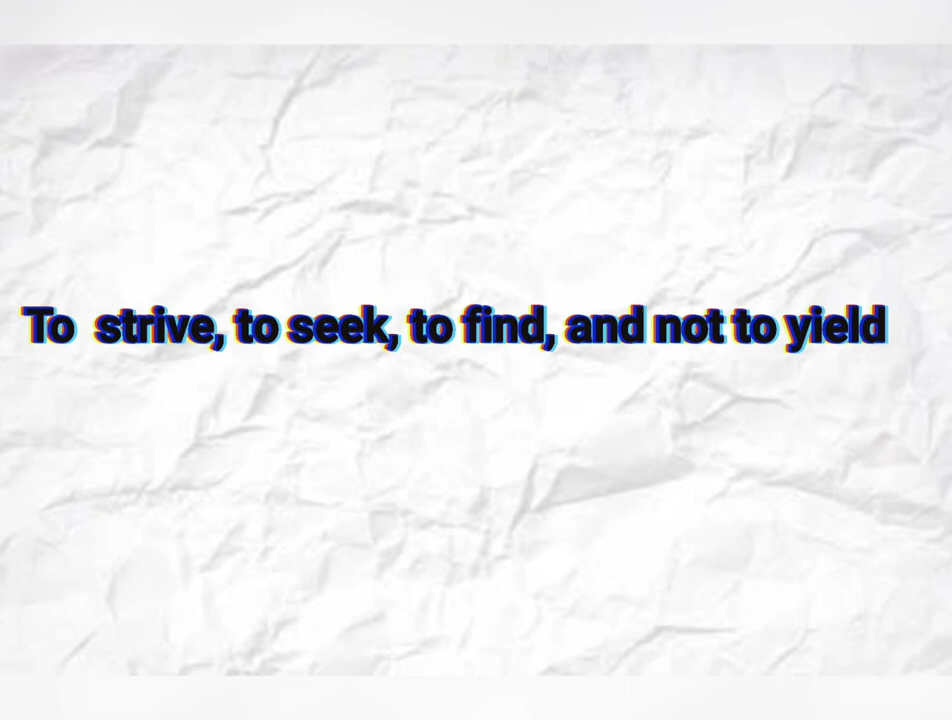 To  strive, to seek, to find, and not to yield